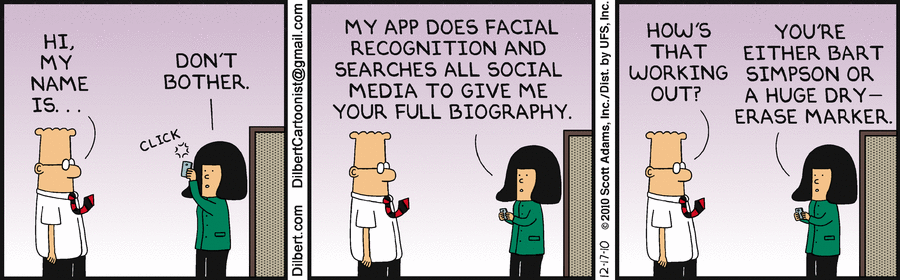 HI,
MY
NAME
IS...
DON'T
BOTHER.
CLICK
Dilbert.com DilbertCartoonist@gmail.com
MY APP DOES FACIAL
RECOGNITION AND
SEARCHES ALL SOCIAL
MEDIA TO GIVE ME
YOUR FULL BIOGRAPHY.
12-17-10 © 2010 Scott Adams, Inc./Dist. by UFS, Inc.
HOW'S
THAT
WORKING
OUT?
YOU'RE
EITHER BART
SIMPSON OR
A HUGE DRY—
ERASE MARKER.